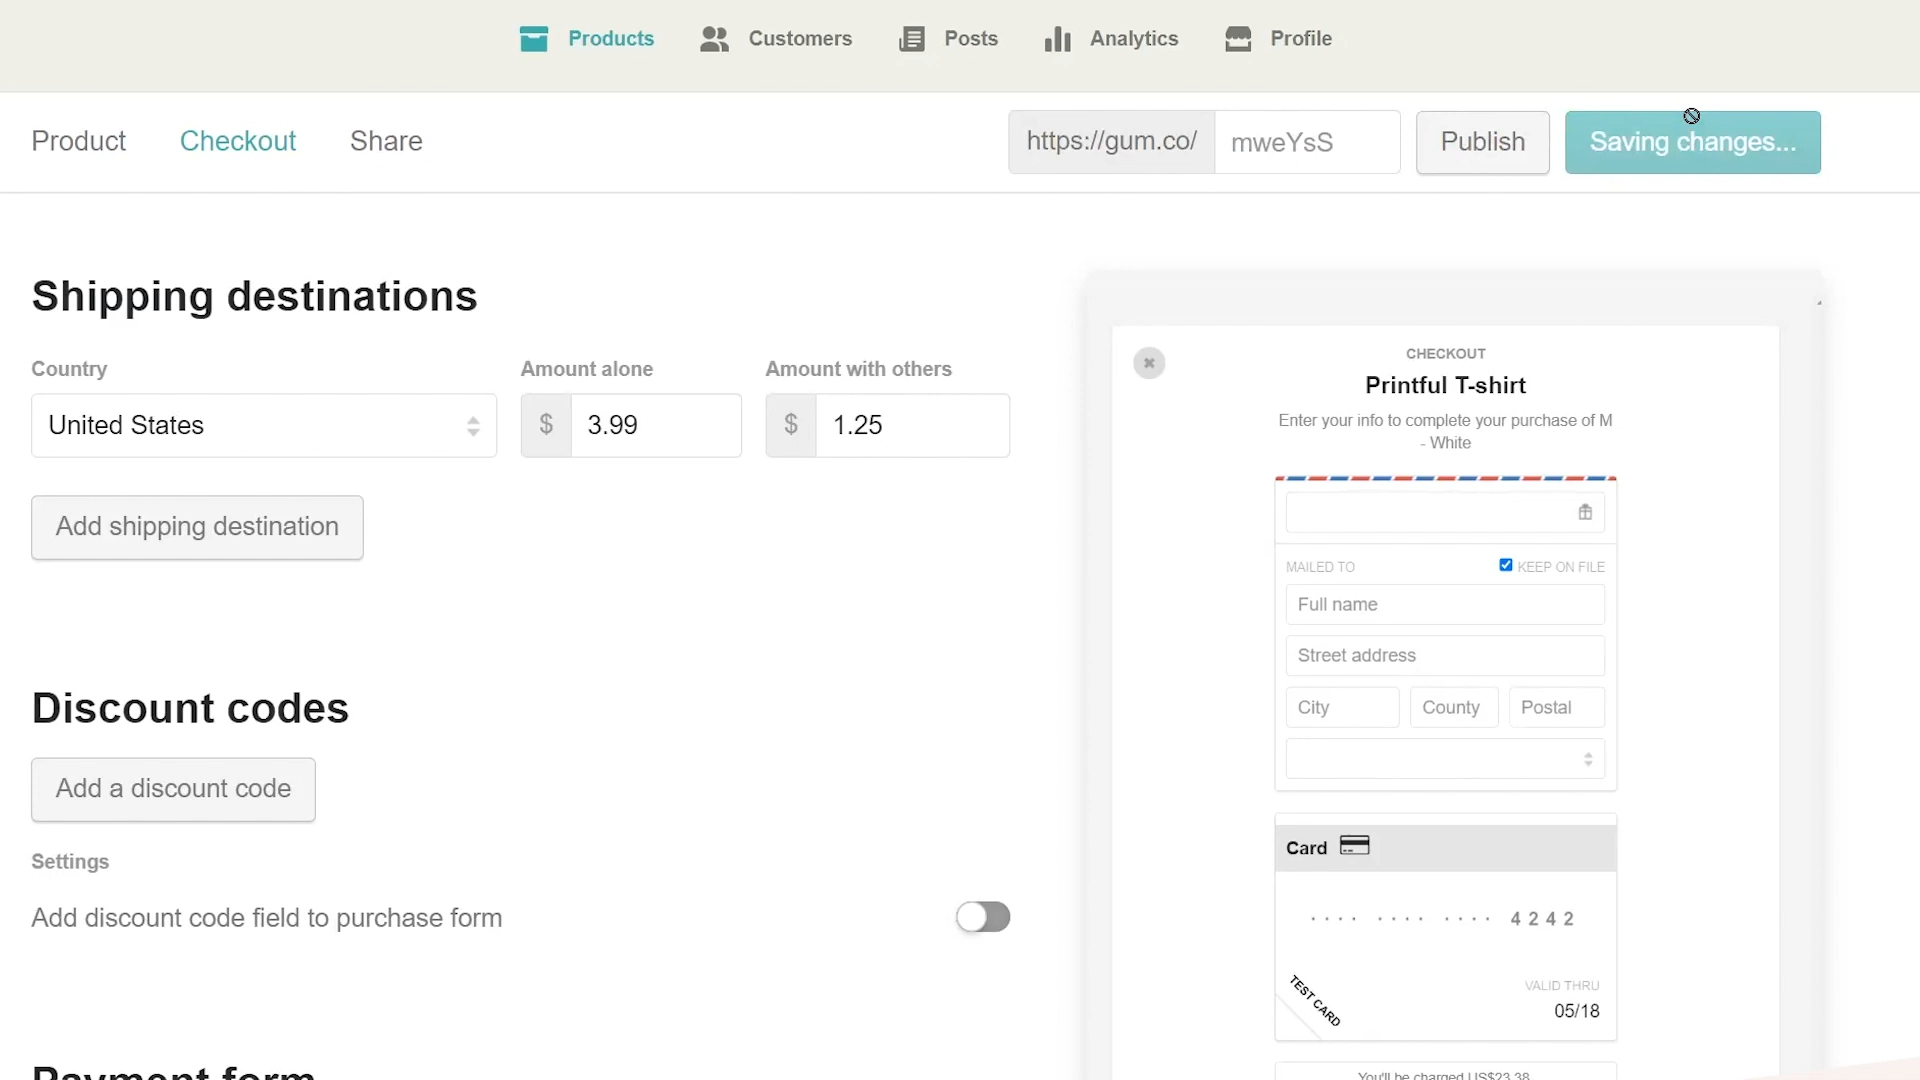 Products
Customers
Posts
Analytics
Profile
Product
Checkout
Share
https://gum.co/
mweYsS
Publish
Saving changes...
Shipping destinations
Country
Amount alone
Amount with others
United States
$
3.99
$
1.25
Add shipping destination
Discount codes
Add a discount code
Settings
Add discount code field to purchase form
Payment form
CHECKOUT
Printful T-shirt
Enter your info to complete your purchase of M
- White
MAILED TO
KEEP ON FILE
Full name
Street address
City
County
Postal
Card
4242
TEST CARD
VALID THRU
05/18
You'll be charged US$23.38